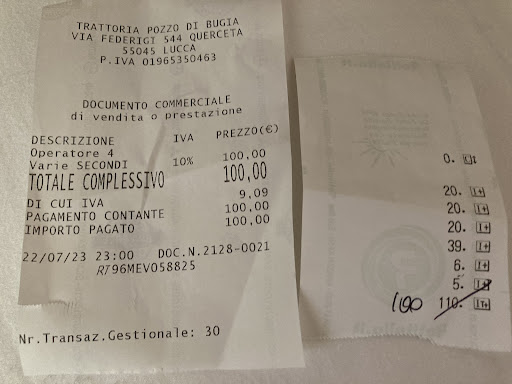 TRATTORIA POZZO DI BUGIA
VIA FEDERIGI 544 QUERCETA
55045 LUCCA
P.IVA 01965350463
DOCUMENTO COMMERCIALE
di vendita o prestazione
DESCRIZIONE IVA PREZZO(€)
Operatore 4
Varie SECONDI 10% 100,00
TOTALE COMPLESSIVO 100,00
DI CUI IVA 9,09
PAGAMENTO CONTANTE 100,00
IMPORTO PAGATO 100,00
22/07/23 23:00 DOC.N.2128-0021
RT96MEV058825
Nr.Transaz.Gestionale: 30
0.
20.
20.
20.
39.
6.
5.
100 110.